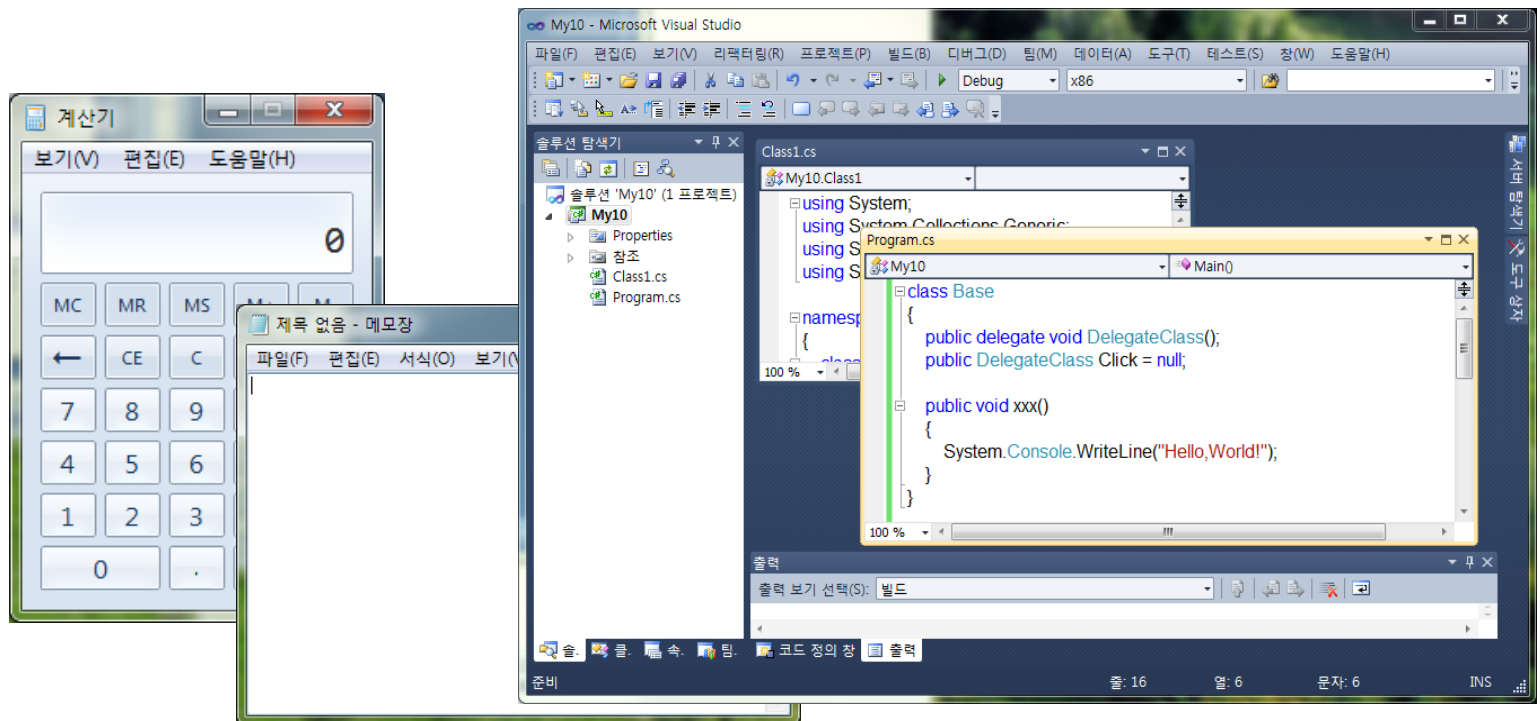 계산기
보기(V) 편집(E) 도움말(H)
0
MC MR MS
← CE C
7 8 9
4 5 6
1 2 3
0 .
제목 없음 - 메모장
파일(F) 편집(E) 서식(O) 보기(V
My10 - Microsoft Visual Studio
파일(F) 편집(E) 보기(V) 리팩터링(R) 프로젝트(P) 빌드(B) 디버그(D) 팀(M) 데이터(A) 도구(T) 테스트(S) 창(W) 도움말(H)
Debug x86
솔루션 탐색기
솔루션 'My10' (1 프로젝트)
My10
Properties
참조
Class1.cs
Program.cs
Class1.cs
My10.Class1
using System;
using System.Collections.Generic;
using S
using S
namesp
{
class
100 %
Program.cs
My10 Main()
class Base
{
public delegate void DelegateClass();
public DelegateClass Click = null;
public void xxx()
{
System.Console.WriteLine("Hello,World!");
}
}
100 %
출력
출력 보기 선택(S): 빌드
솔. 클. 속. 팀. 코드 정의 창 출력
준비 줄: 16 열: 6 문자: 6 INS
서버 탐색기
도구 상자